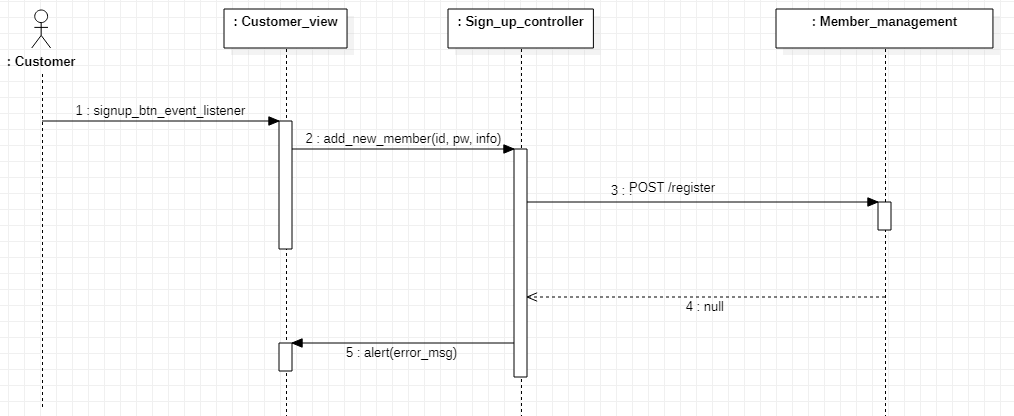 : Customer_view
: Sign_up_controller
: Member_management
: Customer
1 : signup_btn_event_listener
2 : add_new_member(id, pw, info)
3 : POST /register
4 : null
5 : alert(error_msg)